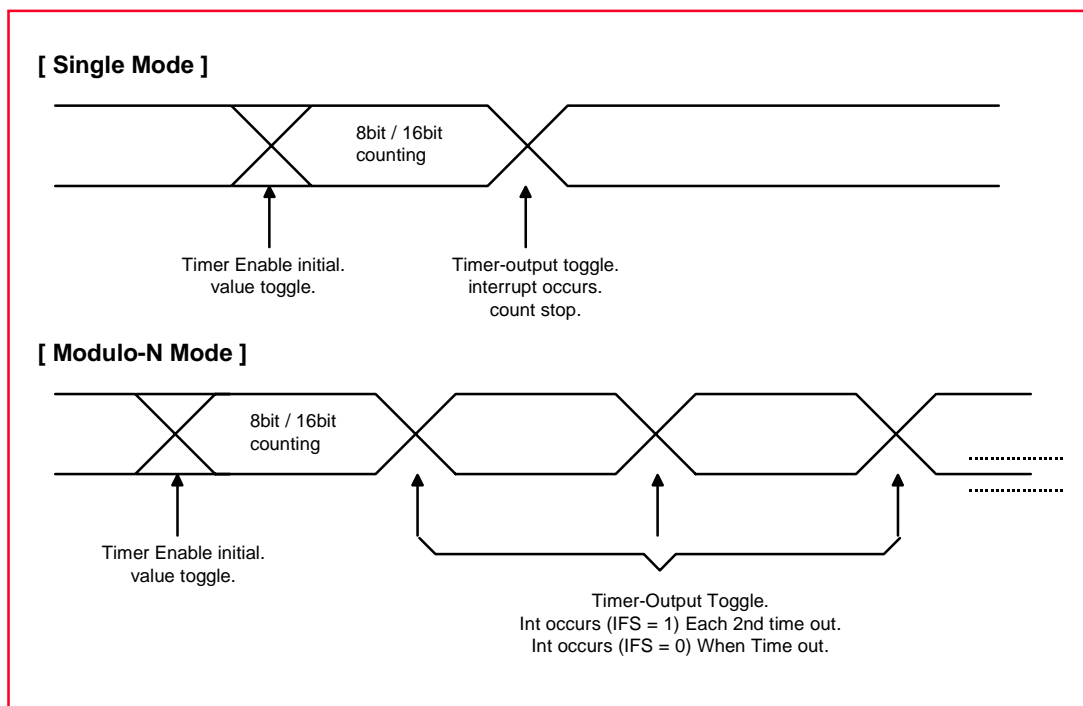 [ Single Mode ]
8bit / 16bit
counting
Timer Enable initial.
value toggle.
Timer-output toggle.
interrupt occurs.
count stop.
[ Modulo-N Mode ]
8bit / 16bit
counting
Timer Enable initial.
value toggle.
Timer-Output Toggle.
Int occurs (IFS = 1) Each 2nd time out.
Int occurs (IFS = 0) When Time out.